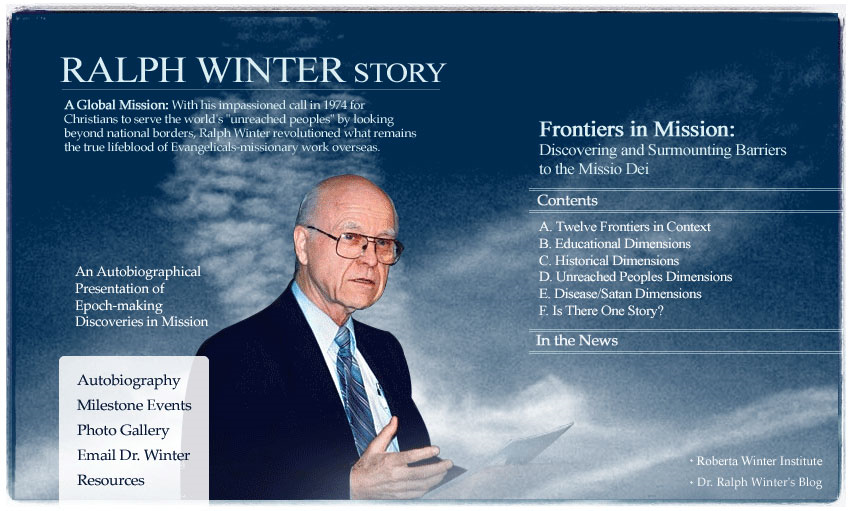 RALPH WINTER STORY
A Global Mission: With his impassioned call in 1974 for
Christians to serve the world's "unreached peoples" by looking
beyond national borders, Ralph Winter revolutioned what remains
the true lifeblood of Evangelicals-missionary work overseas.
An Autobiographical
Presentation of
Epoch-making
Discoveries in Mission
Autobiography
Milestone Events
Photo Gallery
Email Dr. Winter
Resources
Frontiers in Mission:
Discovering and Surmounting Barriers
to the Missio Dei
Contents
A. Twelve Frontiers in Context
B. Educational Dimensions
C. Historical Dimensions
D. Unreached Peoples Dimensions
E. Disease/Satan Dimensions
F. Is There One Story?
In the News
• Roberta Winter Institute
• Dr. Ralph Winter's Blog